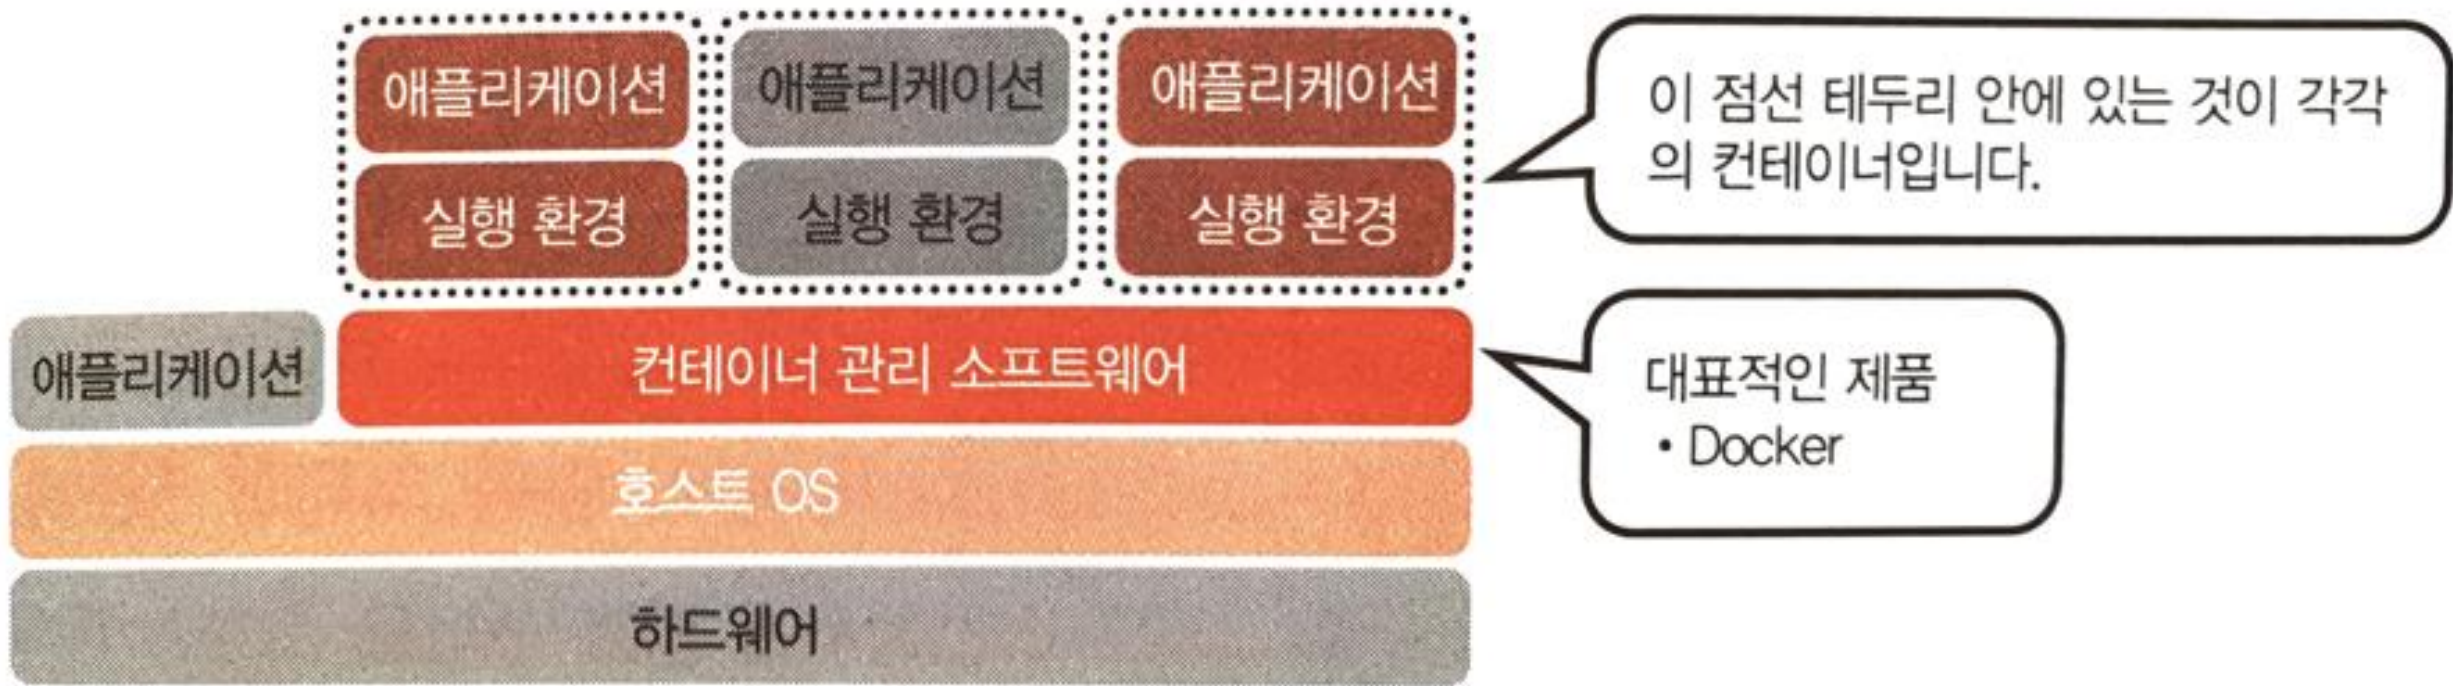 애플리케이션
애플리케이션
애플리케이션
실행 환경
실행 환경
실행 환경
이 점선 테두리 안에 있는 것이 각각
의 컨테이너입니다.
애플리케이션
컨테이너 관리 소프트웨어
대표적인 제품
• Docker
호스트 OS
하드웨어